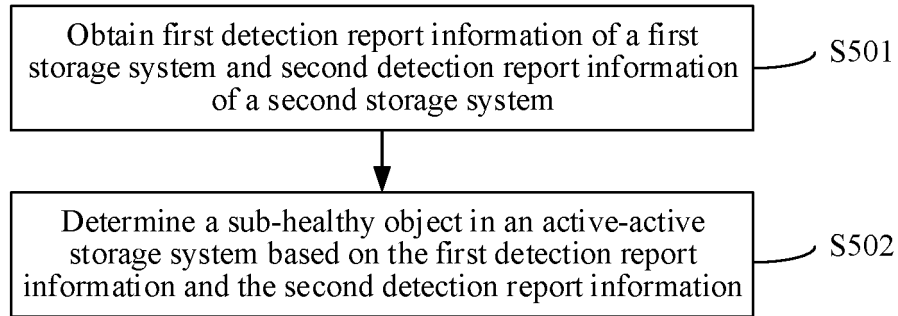 Obtain first detection report information of a first
storage system and second detection report information
of a second storage system
S501
Determine a sub-healthy object in an active-active
storage system based on the first detection report
information and the second detection report information
S502